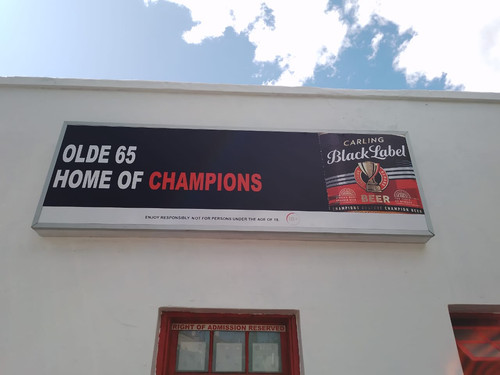 OLDE 65
HOME OF CHAMPIONS
CARLING
Black Label
BEER
ENJOY RESPONSIBLY. NOT FOR PERSONS UNDER THE AGE OF 18.
RIGHT OF ADMISSION RESERVED